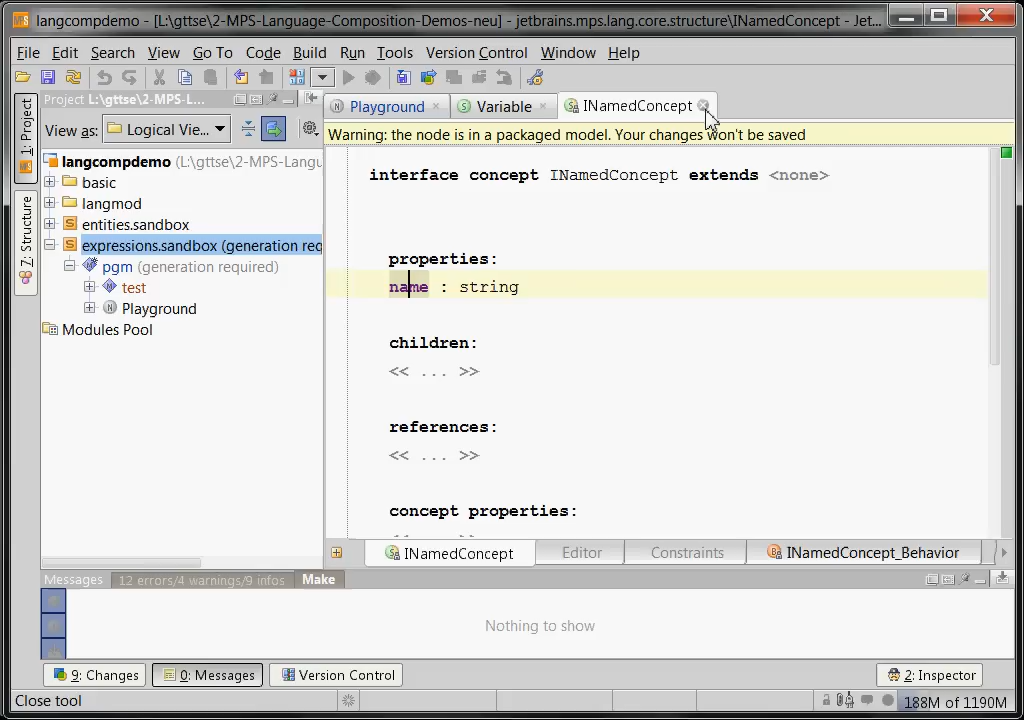 langcompdemo - [L:\gttse\2-MPS-Language-Composition-Demos-neu] - jetbrains.mps.lang.core.structure\INamedConcept - Jet...
File Edit Search View Go To Code Build Run Tools Version Control Window Help
Project L:\gttse\2-MPS-L...
Playground
Variable
INamedConcept
1: Project
View as: Logical Vie...
Warning: the node is in a packaged model. Your changes won't be saved
langcompdemo (L:\gttse\2-MPS-Langu
basic
langmod
entities.sandbox
expressions.sandbox (generation req
pgm (generation required)
test
Playground
Modules Pool
Z: Structure
interface concept INamedConcept extends <none>
properties:
name : string
children:
<< ... >>
references:
<< ... >>
concept properties:
INamedConcept Editor Constraints INamedConcept_Behavior
Messages 12 errors/4 warnings/9 infos Make
Nothing to show
9: Changes 0: Messages Version Control 2: Inspector
Close tool 188M of 1190M